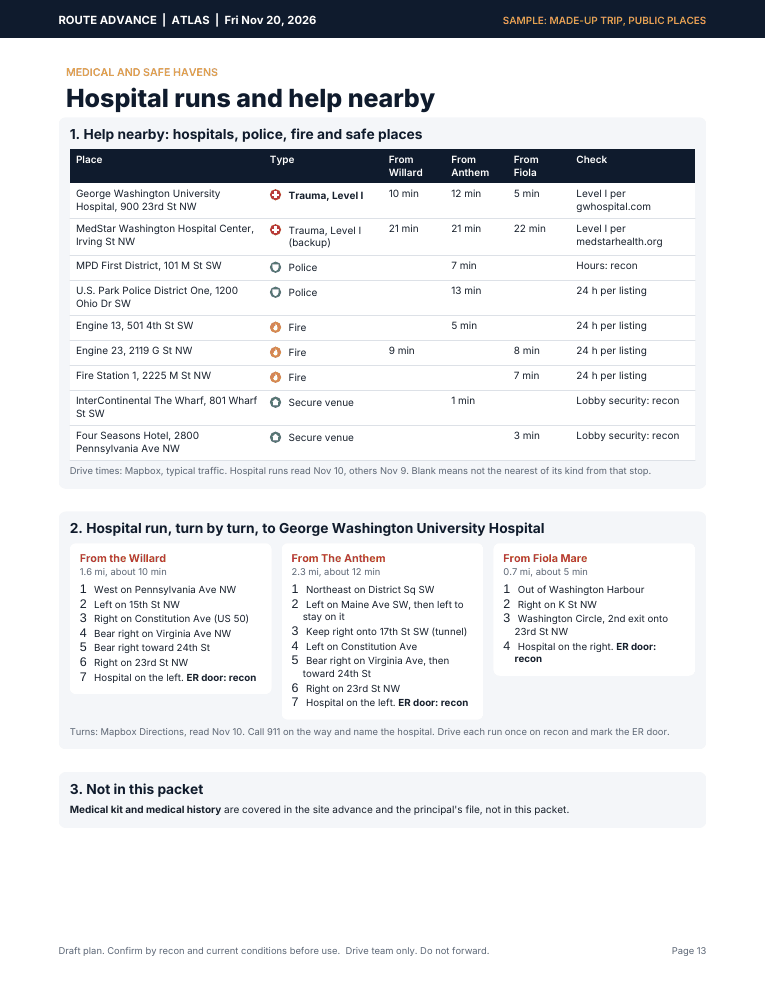 ROUTE ADVANCE | ATLAS | Fri Nov 20, 2026
SAMPLE: MADE-UP TRIP, PUBLIC PLACES
MEDICAL AND SAFE HAVENS
Hospital runs and help nearby
1. Help nearby: hospitals, police, fire and safe places
Place Type From Willard From Anthem From Fiola Check
George Washington University Hospital, 900 23rd St NW Trauma, Level I 10 min 12 min 5 min Level I per gwhospital.com
MedStar Washington Hospital Center, Irving St NW Trauma, Level I (backup) 21 min 21 min 22 min Level I per medstarhealth.org
MPD First District, 101 M St SW Police 7 min Hours: recon
U.S. Park Police District One, 1200 Ohio Dr SW Police 13 min 24 h per listing
Engine 13, 501 4th St SW Fire 5 min 24 h per listing
Engine 23, 2119 G St NW Fire 9 min 8 min 24 h per listing
Fire Station 1, 2225 M St NW Fire 7 min 24 h per listing
InterContinental The Wharf, 801 Wharf St SW Secure venue 1 min Lobby security: recon
Four Seasons Hotel, 2800 Pennsylvania Ave NW Secure venue 3 min Lobby security: recon
Drive times: Mapbox, typical traffic. Hospital runs read Nov 10, others Nov 9. Blank means not the nearest of its kind from that stop.
2. Hospital run, turn by turn, to George Washington University Hospital
From the Willard
1.6 mi, about 10 min
1 West on Pennsylvania Ave NW
2 Left on 15th St NW
3 Right on Constitution Ave (US 50)
4 Bear right on Virginia Ave NW
5 Bear right toward 24th St
6 Right on 23rd St NW
7 Hospital on the left. ER door: recon
From The Anthem
2.3 mi, about 12 min
1 Northeast on District Sq SW
2 Left on Maine Ave SW, then left to
stay on it
3 Keep right onto 17th St SW (tunnel)
4 Left on Constitution Ave
5 Bear right on Virginia Ave, then
toward 24th St
6 Right on 23rd St NW
7 Hospital on the left. ER door: recon
From Fiola Mare
0.7 mi, about 5 min
1 Out of Washington Harbour
2 Right on K St NW
3 Washington Circle, 2nd exit onto
23rd St NW
4 Hospital on the right. ER door:
recon
Turns: Mapbox Directions, read Nov 10. Call 911 on the way and name the hospital. Drive each run once on recon and mark the ER door.
3. Not in this packet
Medical kit and medical history are covered in the site advance and the principal's file, not in this packet.
Draft plan. Confirm by recon and current conditions before use. Drive team only. Do not forward.
Page 13